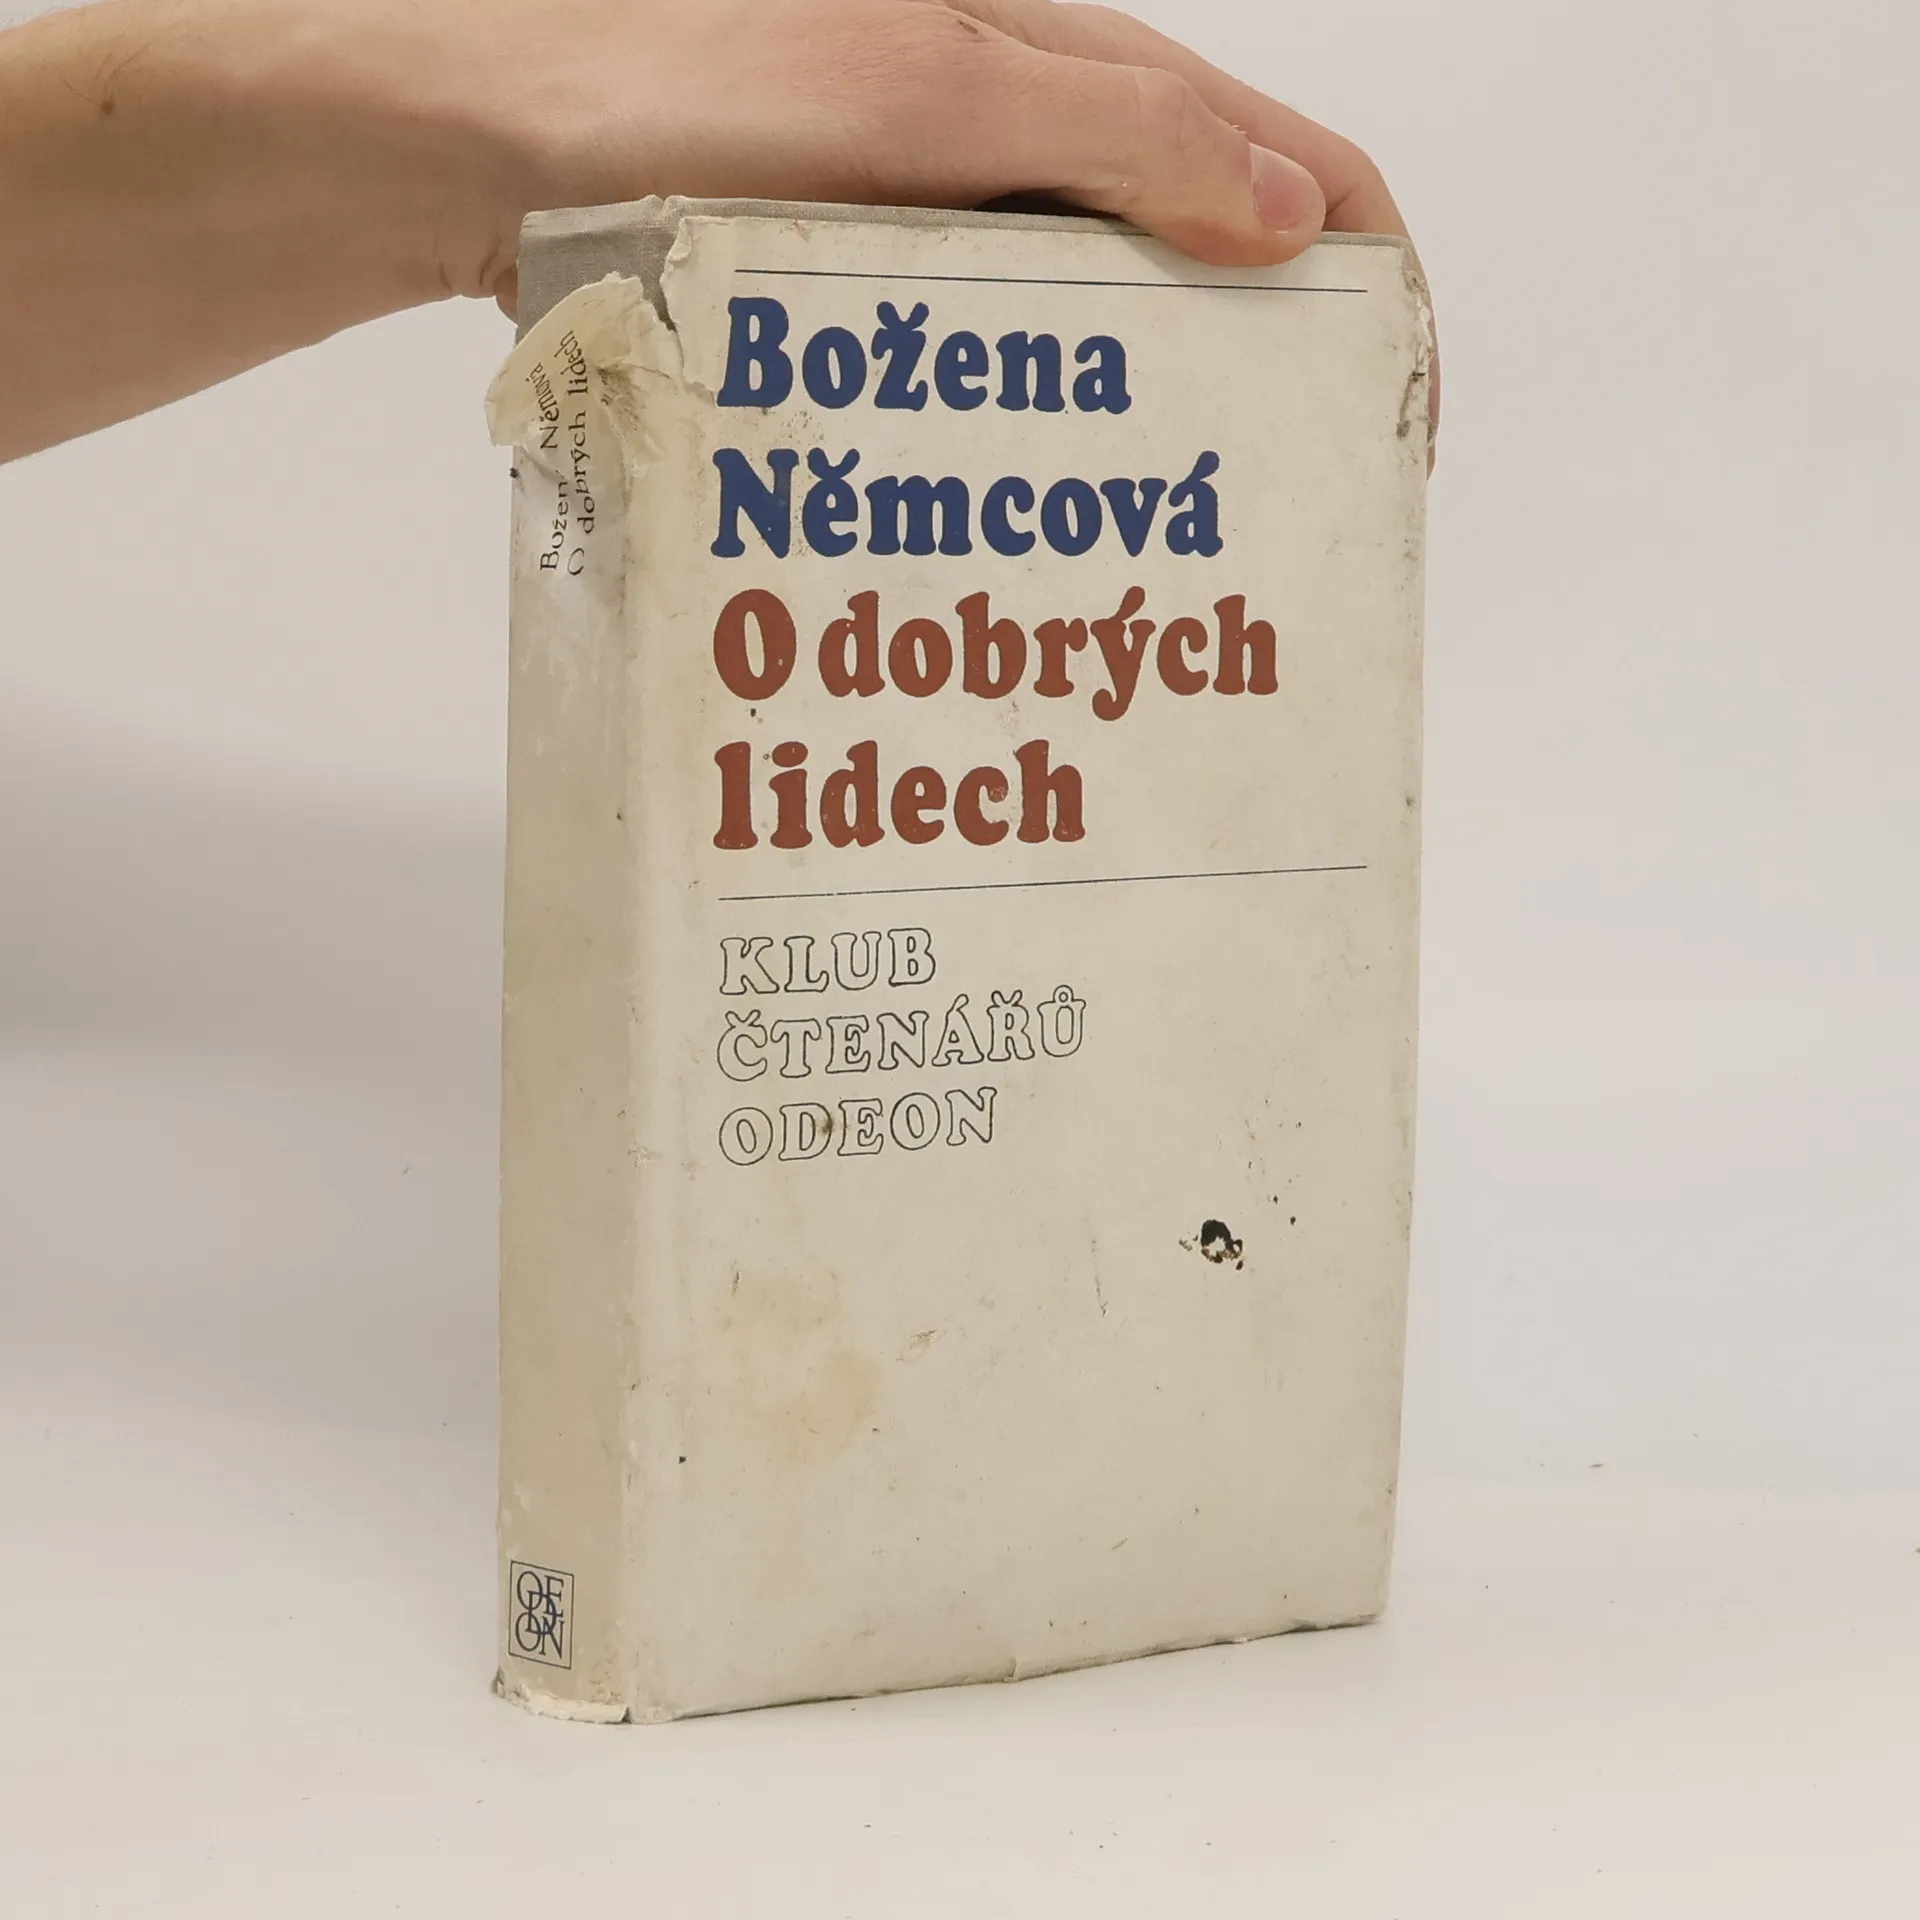 Božena
Němcová
O dobrých
lidech
KLUB
ČTENÁŘŮ
ODEON
Božena Němcová
O dobrých lidech
ODEON